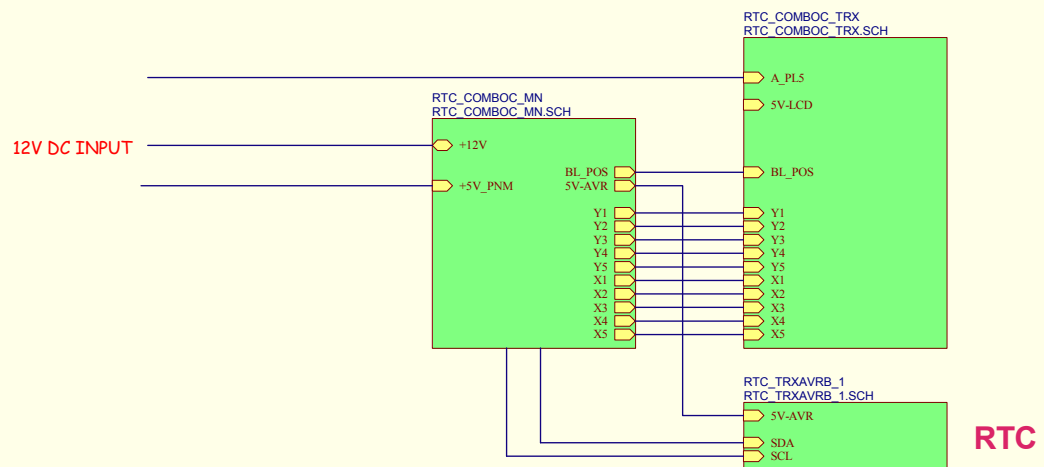 RTC_COMBOC_TRX
RTC_COMBOC_TRX.SCH
A_PL5
5V-LCD
BL_POS
Y1
Y2
Y3
Y4
Y5
X1
X2
X3
X4
X5
RTC_COMBOC_MN
RTC_COMBOC_MN.SCH
12V DC INPUT
+12V
+5V_PNM
BL_POS
5V-AVR
Y1
Y2
Y3
Y4
Y5
X1
X2
X3
X4
X5
RTC_TRXAVRB_1
RTC_TRXAVRB_1.SCH
5V-AVR
SDA
SCL
RTC